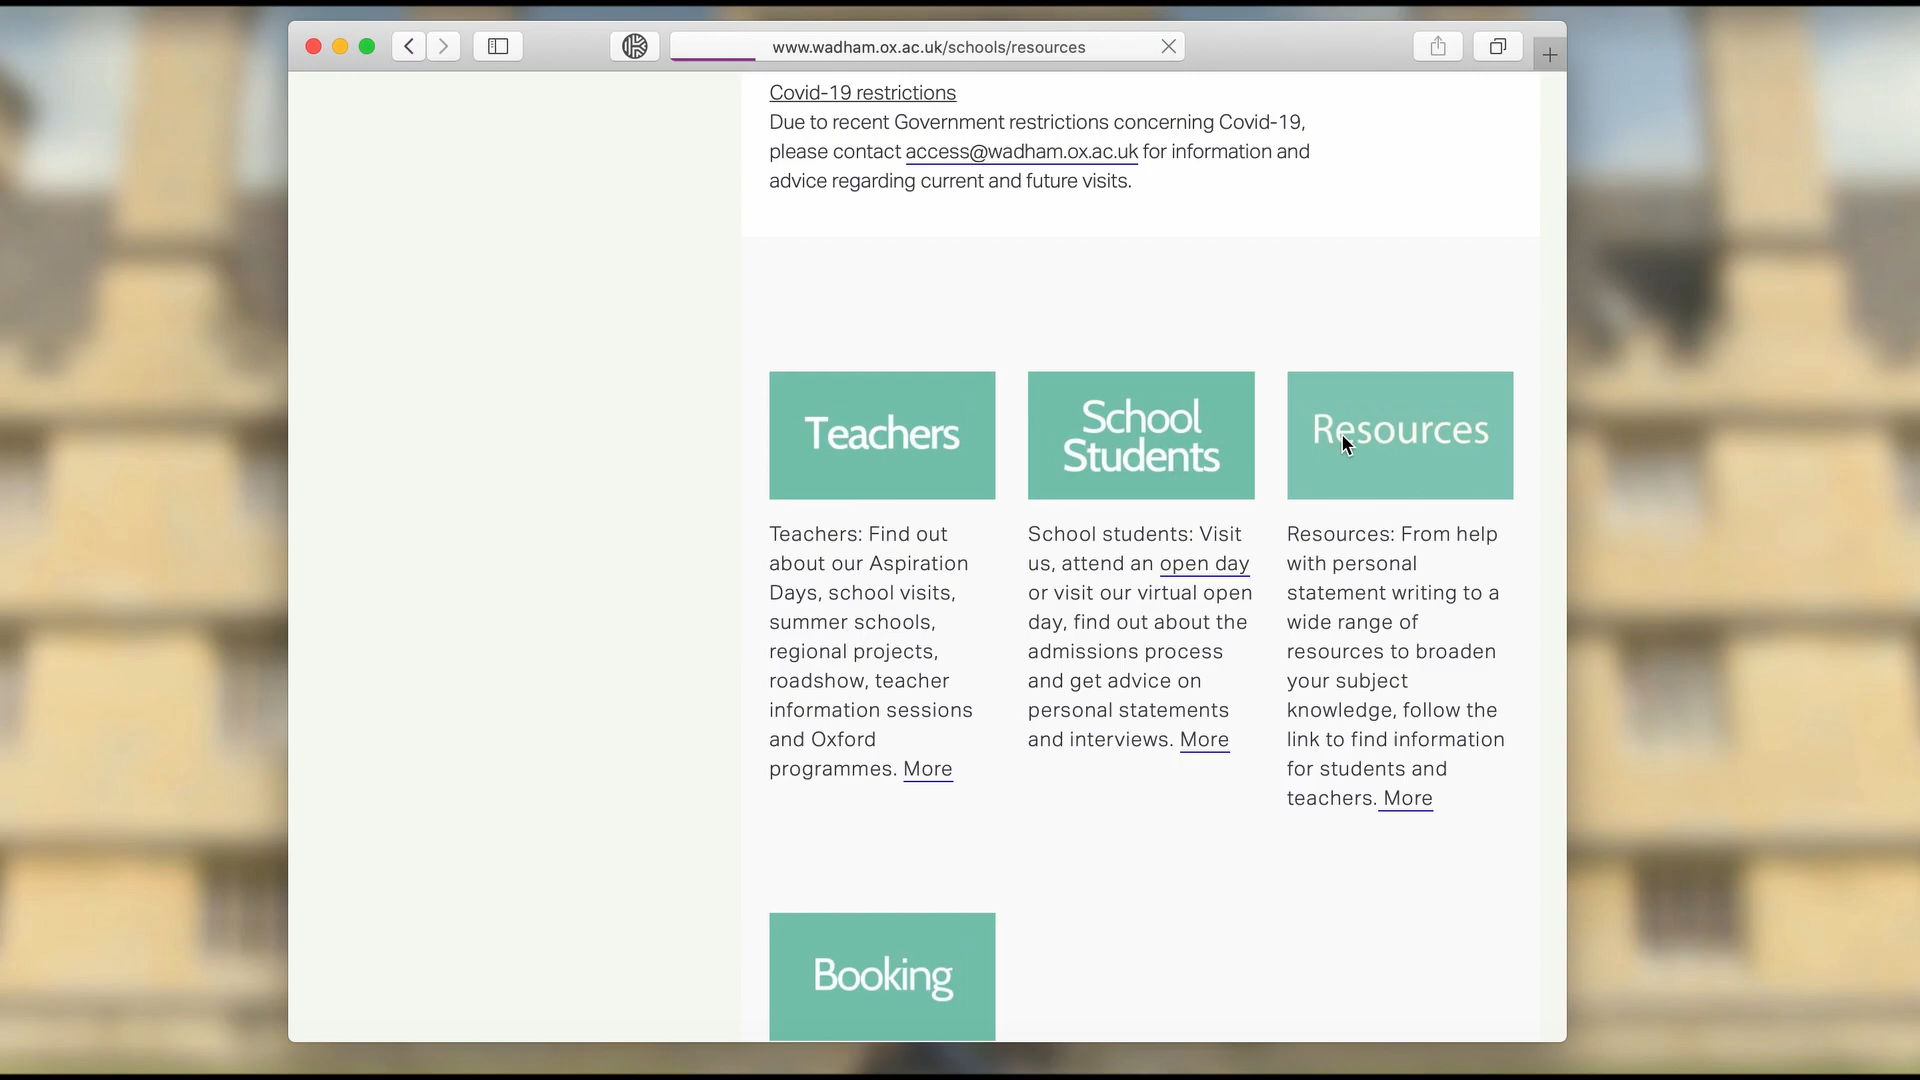 www.wadham.ox.ac.uk/schools/resources
Covid-19 restrictions
Due to recent Government restrictions concerning Covid-19,
please contact access@wadham.ox.ac.uk for information and
advice regarding current and future visits.
Teachers
Teachers: Find out
about our Aspiration
Days, school visits,
summer schools,
regional projects,
roadshow, teacher
information sessions
and Oxford
programmes. More
School
Students
School students: Visit
us, attend an open day
or visit our virtual open
day, find out about the
admissions process
and get advice on
personal statements
and interviews. More
Resources
Resources: From help
with personal
statement writing to a
wide range of
resources to broaden
your subject
knowledge, follow the
link to find information
for students and
teachers. More
Booking